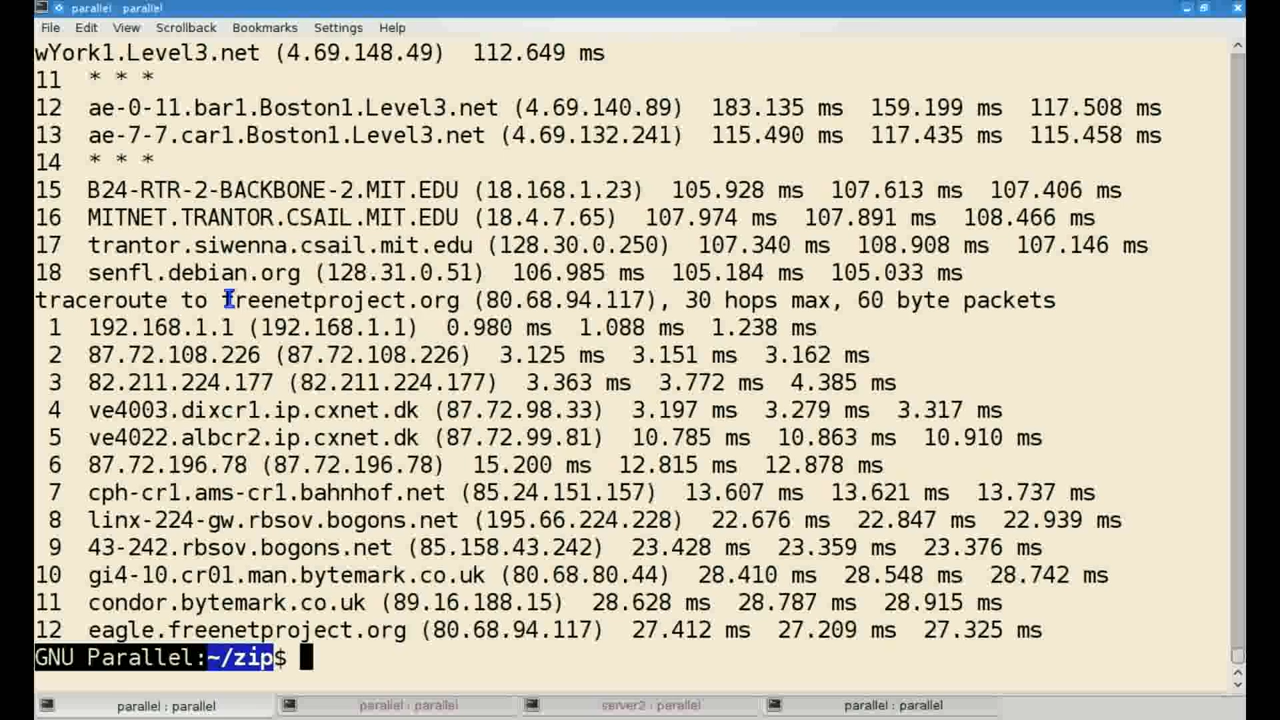 parallel parallel
File Edit View Scrollback Bookmarks Settings Help
wYork1.Level3.net (4.69.148.49)  112.649 ms
11  * * *
12  ae-0-11.bar1.Boston1.Level3.net (4.69.140.89)  183.135 ms  159.199 ms  117.508 ms
13  ae-7-7.car1.Boston1.Level3.net (4.69.132.241)  115.490 ms  117.435 ms  115.458 ms
14  * * *
15  B24-RTR-2-BACKBONE-2.MIT.EDU (18.168.1.23)  105.928 ms  107.613 ms  107.406 ms
16  MITNET.TRANTOR.CSAIL.MIT.EDU (18.4.7.65)  107.974 ms  107.891 ms  108.466 ms
17  trantor.siwenna.csail.mit.edu (128.30.0.250)  107.340 ms  108.908 ms  107.146 ms
18  senfl.debian.org (128.31.0.51)  106.985 ms  105.184 ms  105.033 ms
traceroute to freenetproject.org (80.68.94.117), 30 hops max, 60 byte packets
 1  192.168.1.1 (192.168.1.1)  0.980 ms  1.088 ms  1.238 ms
 2  87.72.108.226 (87.72.108.226)  3.125 ms  3.151 ms  3.162 ms
 3  82.211.224.177 (82.211.224.177)  3.363 ms  3.772 ms  4.385 ms
 4  ve4003.dixcr1.ip.cxnet.dk (87.72.98.33)  3.197 ms  3.279 ms  3.317 ms
 5  ve4022.albcr2.ip.cxnet.dk (87.72.99.81)  10.785 ms  10.863 ms  10.910 ms
 6  87.72.196.78 (87.72.196.78)  15.200 ms  12.815 ms  12.878 ms
 7  cph-cr1.ams-cr1.bahnhof.net (85.24.151.157)  13.607 ms  13.621 ms  13.737 ms
 8  linx-224-gw.rbsov.bogons.net (195.66.224.228)  22.676 ms  22.847 ms  22.939 ms
 9  43-242.rbsov.bogons.net (85.158.43.242)  23.428 ms  23.359 ms  23.376 ms
10  gi4-10.cr01.man.bytemark.co.uk (80.68.80.44)  28.410 ms  28.548 ms  28.742 ms
11  condor.bytemark.co.uk (89.16.188.15)  28.628 ms  28.787 ms  28.915 ms
12  eagle.freenetproject.org (80.68.94.117)  27.412 ms  27.209 ms  27.325 ms
GNU Parallel:~/zip$
parallel : parallel parallel : parallel server2 : parallel parallel : parallel